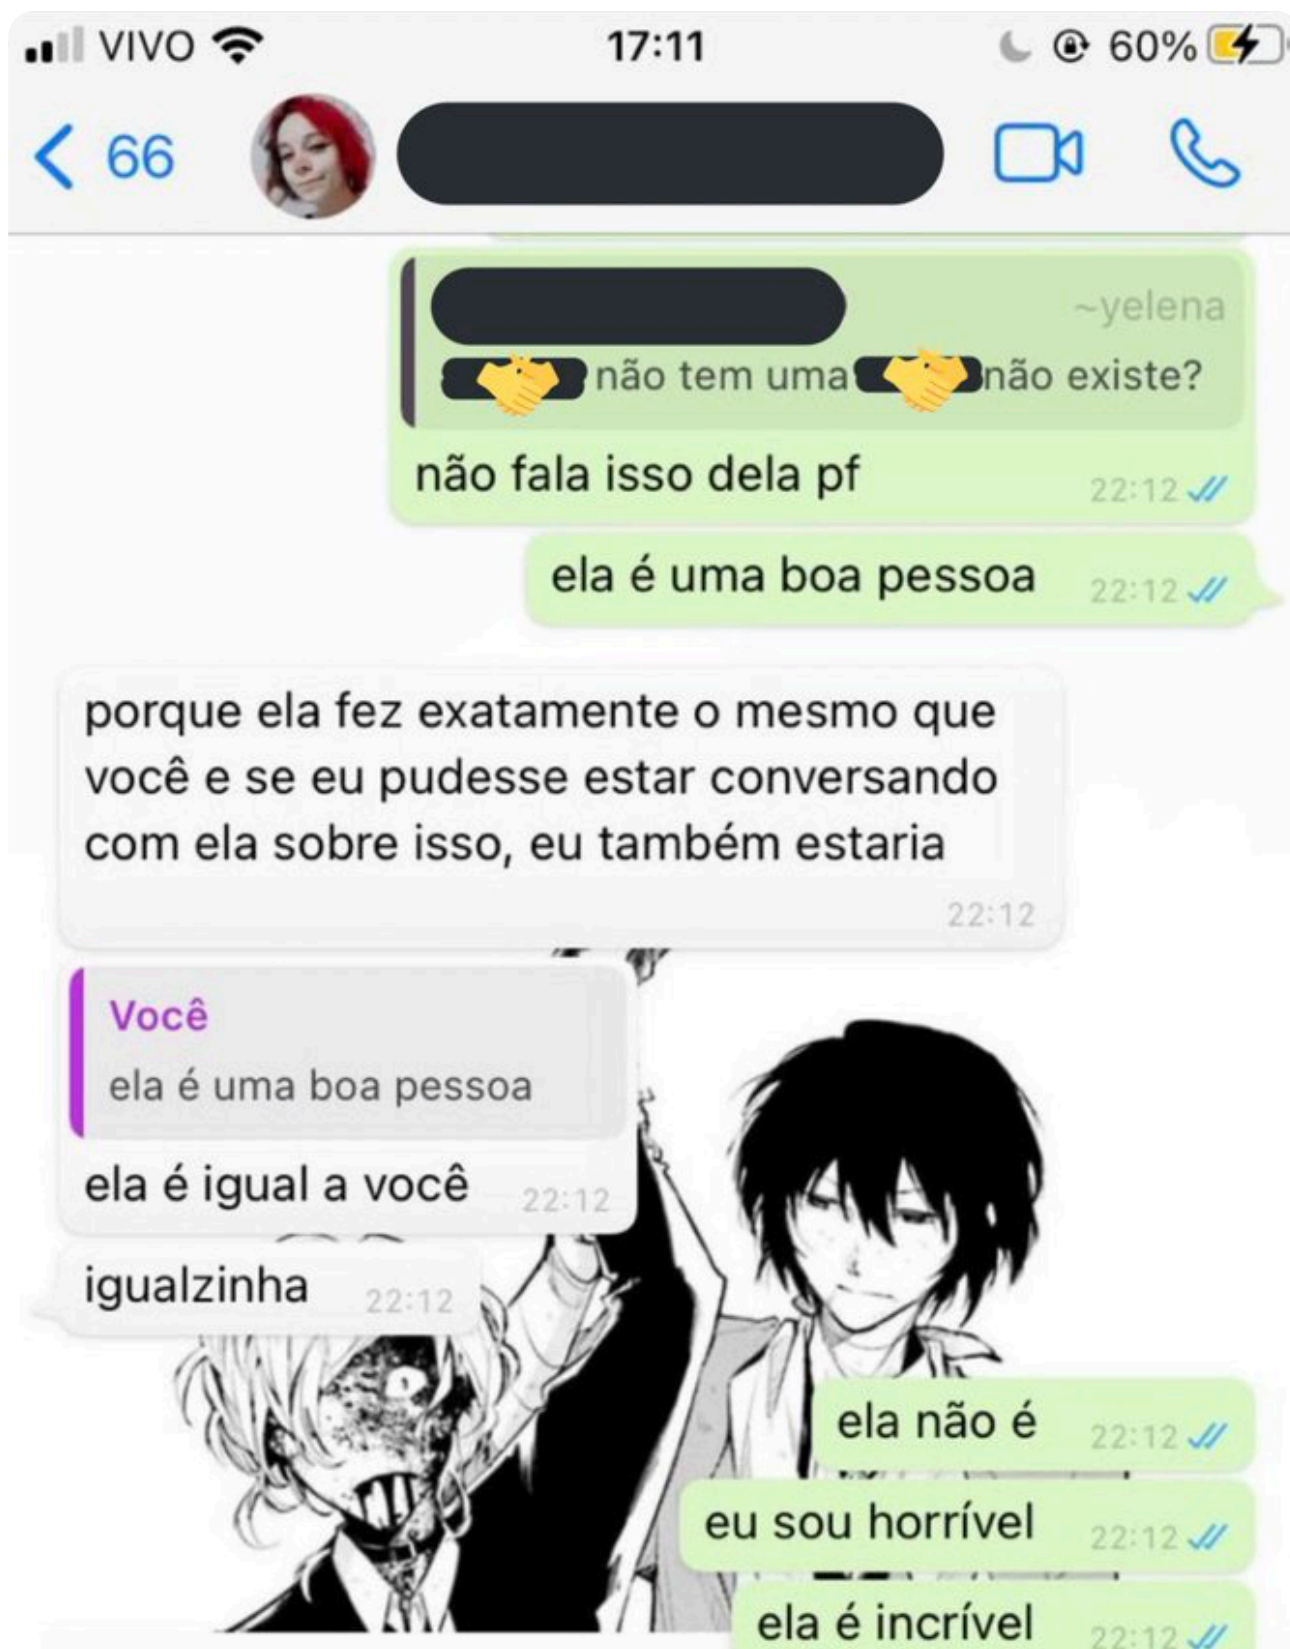 VIVO 17:11 60%
66
~yelena
não tem uma não existe?
não fala isso dela pf 22:12
ela é uma boa pessoa 22:12
porque ela fez exatamente o mesmo que
você e se eu pudesse estar conversando
com ela sobre isso, eu também estaria
22:12
Você
ela é uma boa pessoa
ela é igual a você 22:12
igualzinha 22:12
ela não é 22:12
eu sou horrível 22:12
ela é incrível 22:12